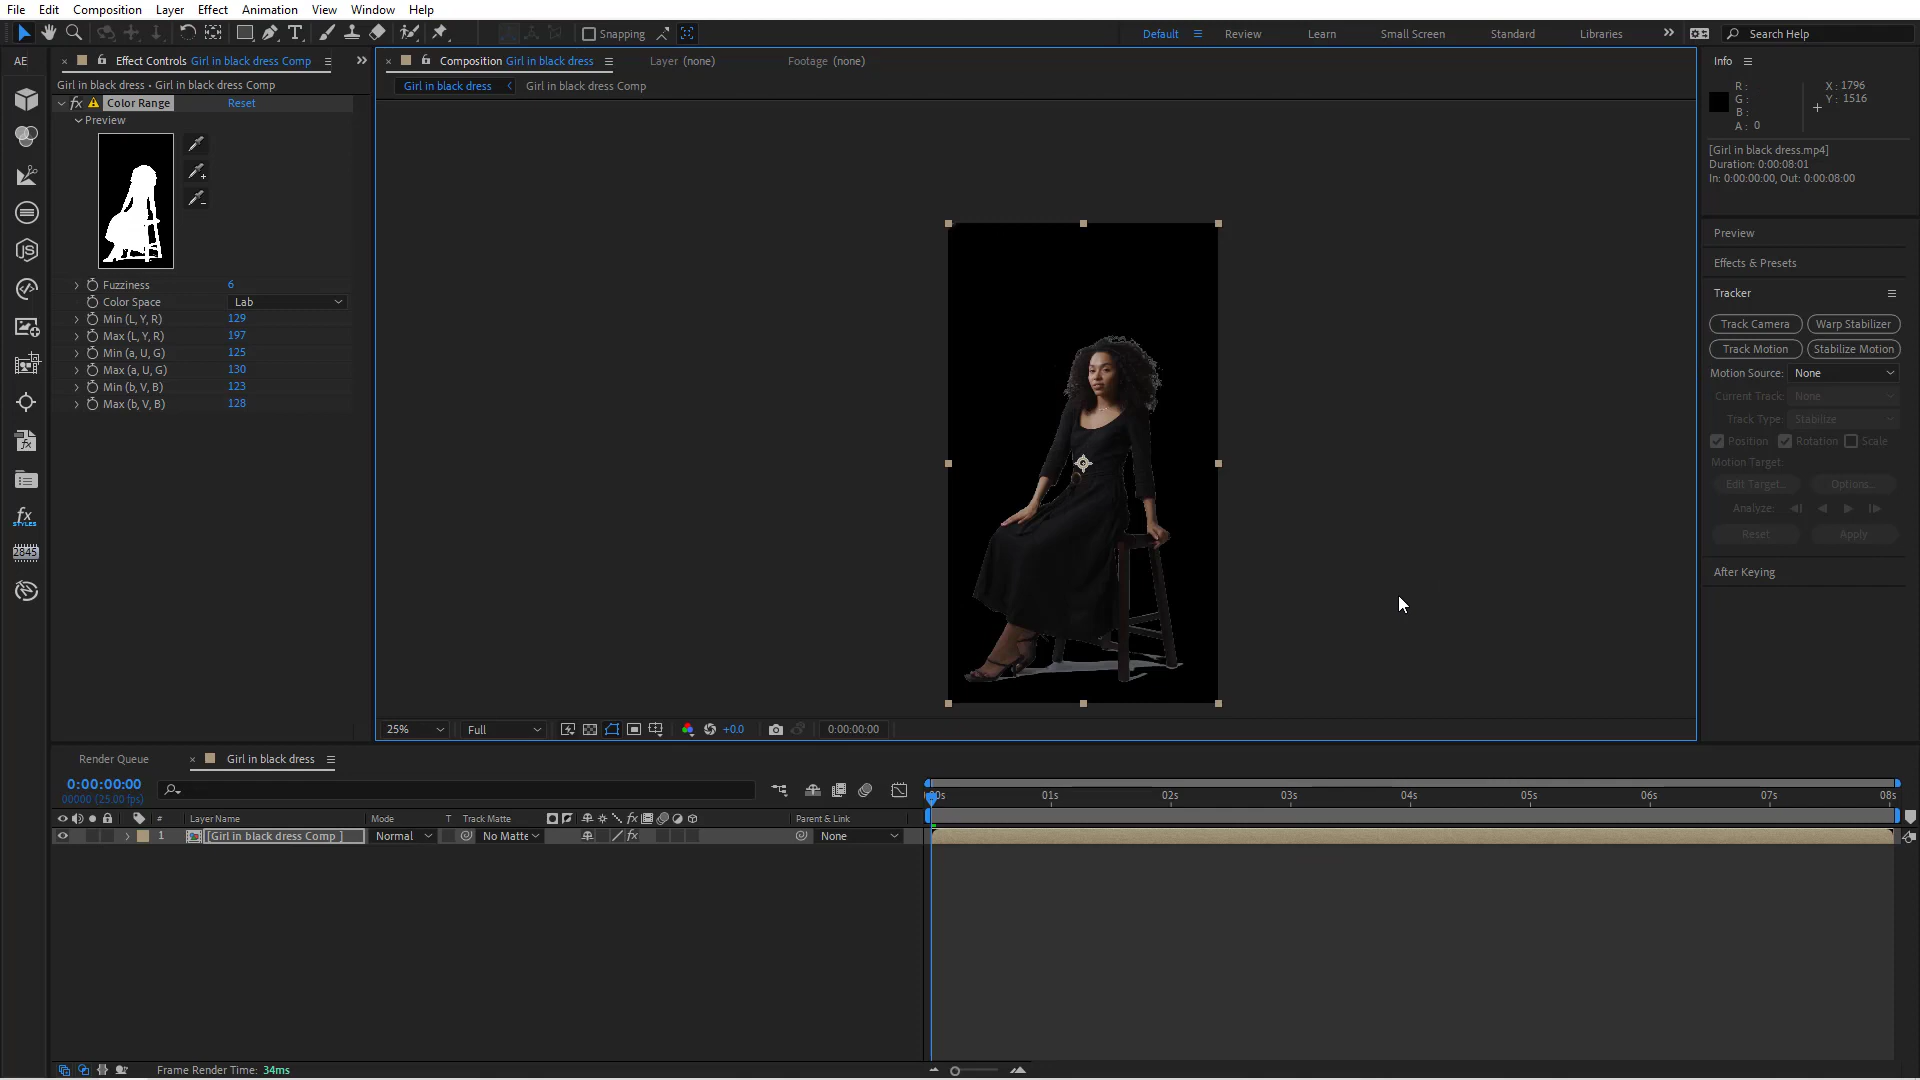 File Edit Composition Layer Effect Animation View Window Help
Snapping
Default Review Learn Small Screen Standard Libraries Search Help
AE
Effect Controls Girl in black dress Comp
Composition Girl in black dress
Layer (none)
Footage (none)
Girl in black dress • Girl in black dress Comp
Girl in black dress
Girl in black dress Comp
fx Color Range Reset
Preview
Fuzziness 6
Color Space Lab
Min (L, Y, R) 129
Max (L, Y, R) 197
Min (a, U, G) 125
Max (a, U, G) 130
Min (b, V, B) 123
Max (b, V, B) 128
JS
fx
fx
STYLES
2845
Info
R :
G :
B :
A : 0
X : 1796
Y : 1516
[Girl in black dress.mp4]
Duration: 0:00:08:01
In: 0:00:00:00, Out: 0:00:08:00
Preview
Effects & Presets
Tracker
Track Camera Warp Stabilizer
Track Motion Stabilize Motion
Motion Source: None
Current Track: None
Track Type: Stabilize
Position Rotation Scale
Motion Target:
Edit Target... Options...
Analyze:
Reset Apply
After Keying
25% Full +0.0 0:00:00:00
Render Queue
Girl in black dress
0:00:00:00
00000 (25.00 fps)
00s 01s 02s 03s 04s 05s 06s 07s 08s
# Layer Name Mode T Track Matte fx Parent & Link
1 [Girl in black dress Comp ] Normal No Matte fx None
Frame Render Time: 34ms